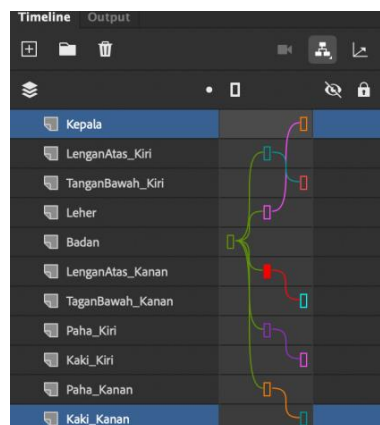 Timeline Output
Kepala
LenganAtas_Kiri
TanganBawah_Kiri
Leher
Badan
LenganAtas_Kanan
TaganBawah_Kanan
Paha_Kiri
Kaki_Kiri
Paha_Kanan
Kaki_Kanan